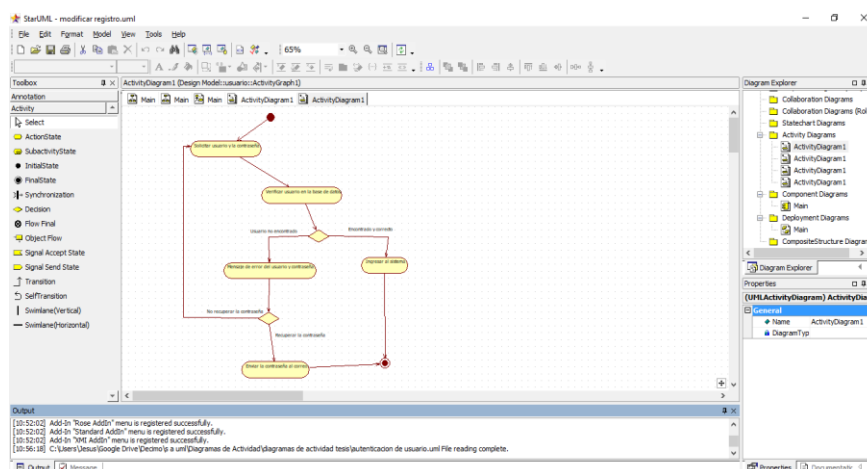 StarUML - modificar registro.uml
File Edit Format Model View Tools Help
65%
Toolbox
Annotation
Activity
Select
ActionState
SubactivityState
InitialState
FinalState
Synchronization
Decision
Flow Final
Object Flow
Signal Accept State
Signal Send State
Transition
SelfTransition
Swimlane(Vertical)
Swimlane(Horizontal)
ActivityDiagram1 (Design Model::usuario::ActivityGraph1)
Main Main Main ActivityDiagram1 ActivityDiagram1
Solicitar usuario y la contraseña
Verificar usuario en la base de datos
Usuario no encontrado
Encontrado y correcto
Mensaje de error del usuario y contraseña
Ingresar al sistema
No recuperar la contraseña
Recuperar la contraseña
Enviar la contraseña al correo
Diagram Explorer
Collaboration Diagrams
Collaboration Diagrams (Rol
Statechart Diagrams
Activity Diagrams
ActivityDiagram1
ActivityDiagram1
ActivityDiagram1
ActivityDiagram1
Component Diagrams
Main
Deployment Diagrams
Main
CompositeStructure Diagram
Diagram Explorer
Properties
(UMLActivityDiagram) ActivityDia
General
Name ActivityDiagram1
DiagramTyp
Output
[10:52:02] Add-In "Rose AddIn" menu is registered successfully.
[10:52:02] Add-In "Standard AddIn" menu is registered successfully.
[10:52:02] Add-In "XMI AddIn" menu is registered successfully.
[10:56:18] C:\Users\Jesus\Google Drive\Decimo\s a uml\Diagramas de Actividad\diagramas de actividad tesis\autenticacion de usuario.uml File reading complete.
Output Message
Properties Documentatic